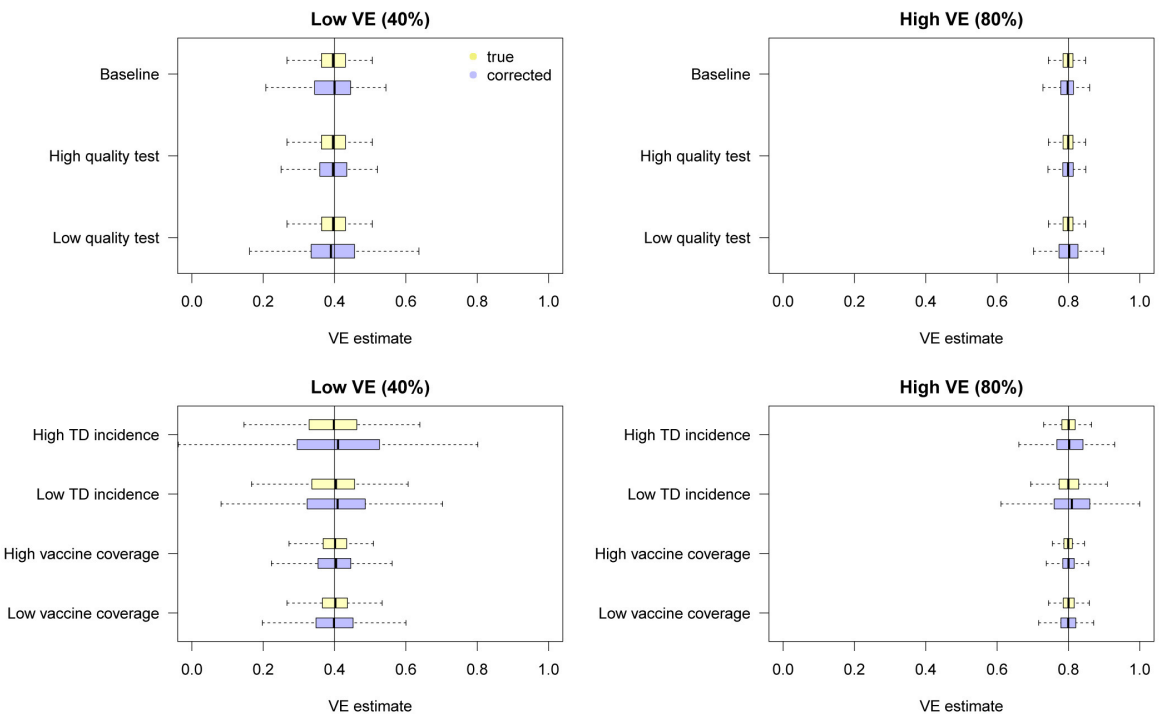 Low VE (40%)
true
corrected
Baseline
High quality test
Low quality test
0.0 0.2 0.4 0.6 0.8 1.0
VE estimate
High VE (80%)
Baseline
High quality test
Low quality test
0.0 0.2 0.4 0.6 0.8 1.0
VE estimate
Low VE (40%)
High TD incidence
Low TD incidence
High vaccine coverage
Low vaccine coverage
0.0 0.2 0.4 0.6 0.8 1.0
VE estimate
High VE (80%)
High TD incidence
Low TD incidence
High vaccine coverage
Low vaccine coverage
0.0 0.2 0.4 0.6 0.8 1.0
VE estimate